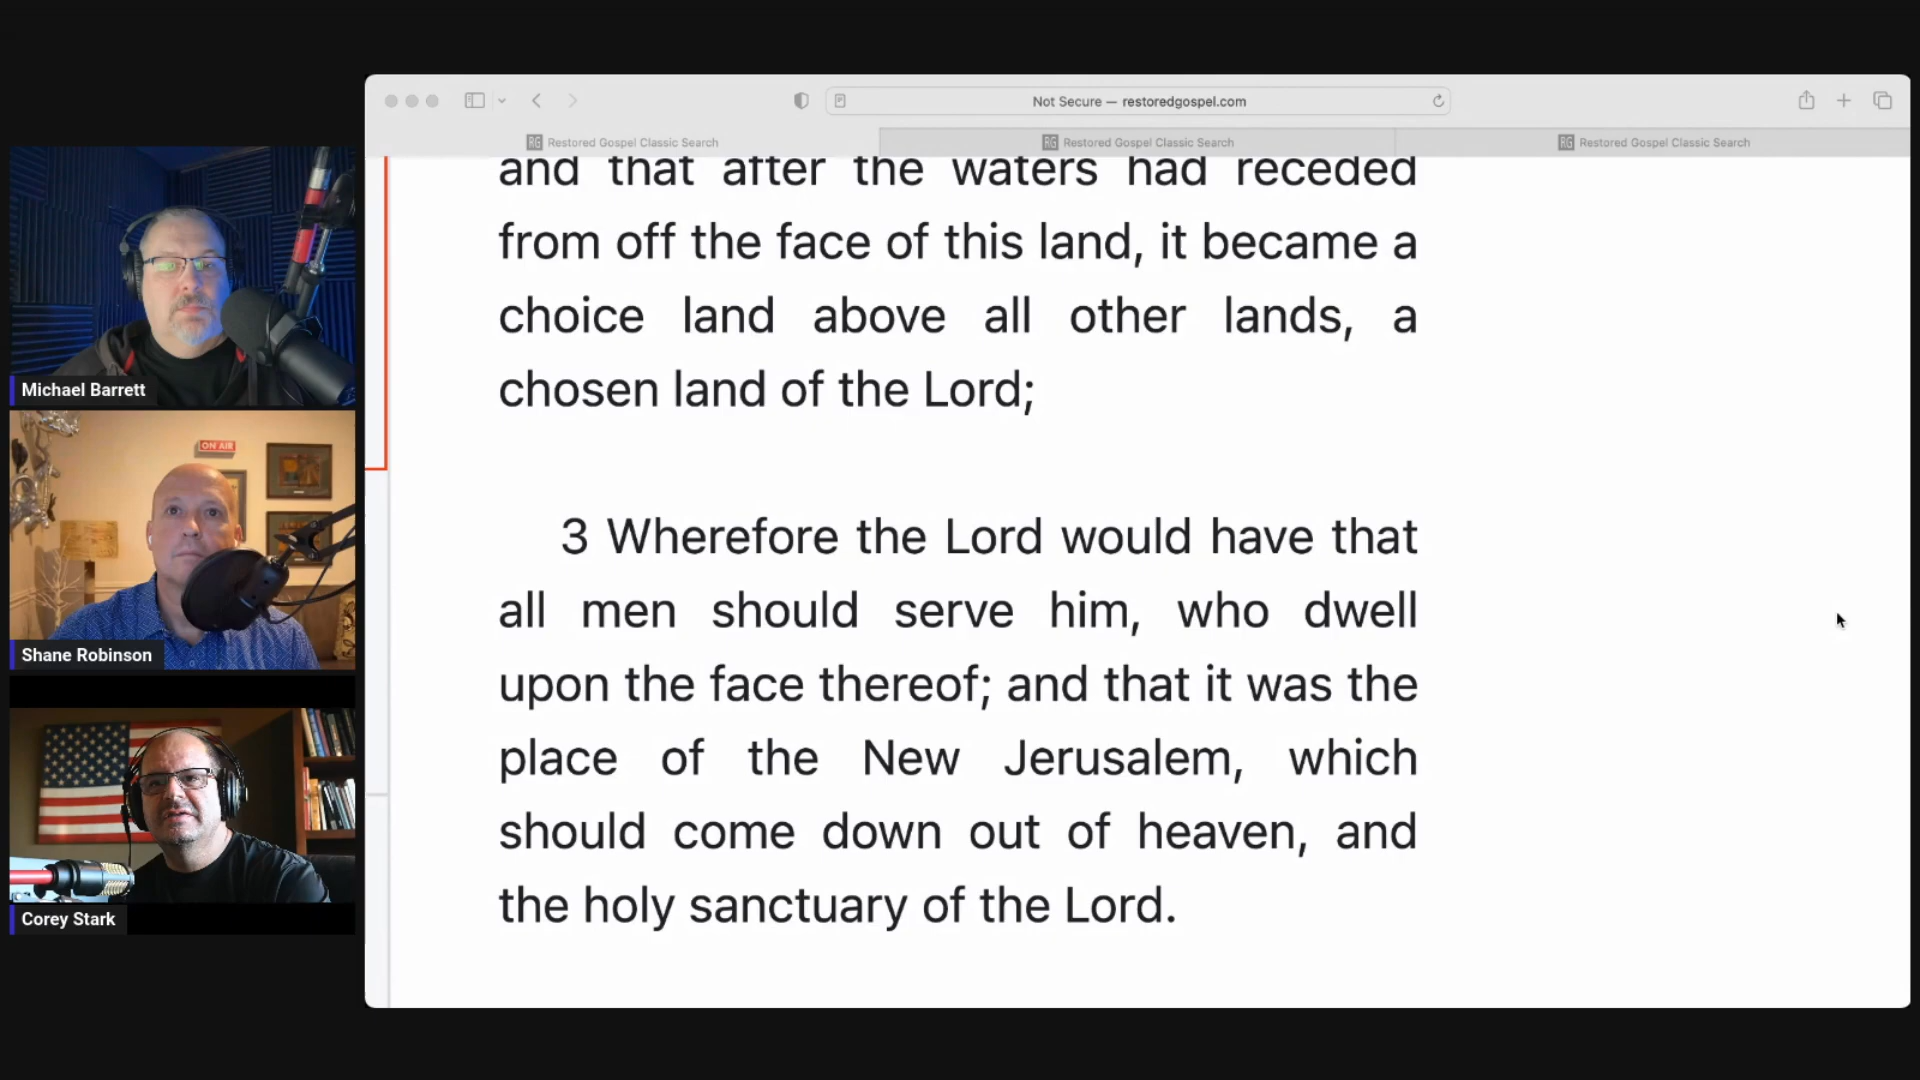 Not Secure — restoredgospel.com
RG Restored Gospel Classic Search
RG Restored Gospel Classic Search
RG Restored Gospel Classic Search
and that after the waters had receded
from off the face of this land, it became a
choice land above all other lands, a
chosen land of the Lord;
3 Wherefore the Lord would have that
all men should serve him, who dwell
upon the face thereof; and that it was the
place of the New Jerusalem, which
should come down out of heaven, and
the holy sanctuary of the Lord.
Michael Barrett
ON AIR
Shane Robinson
Corey Stark